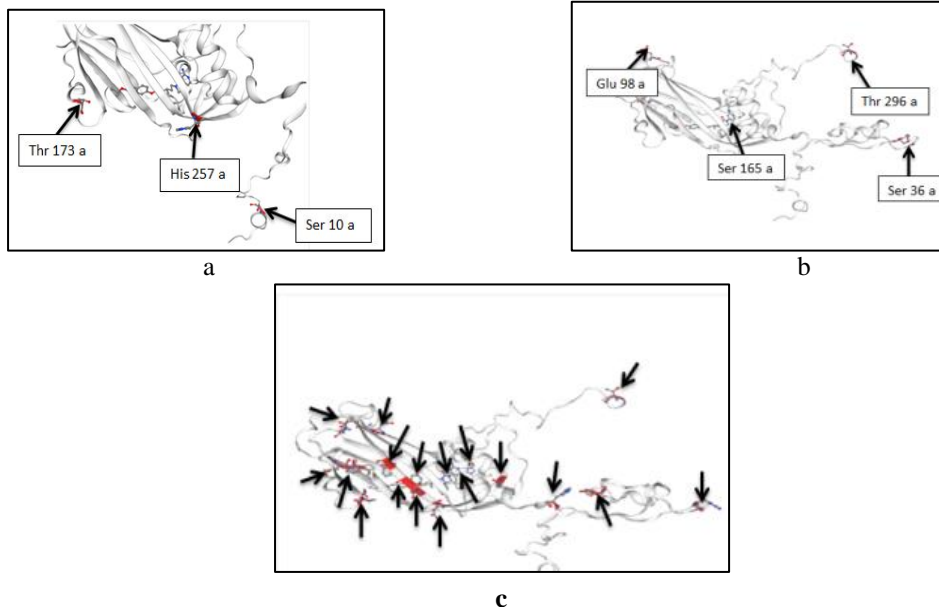 Thr 173 a
His 257 a
Ser 10 a
a
Glu 98 a
Thr 296 a
Ser 165 a
Ser 36 a
b
c